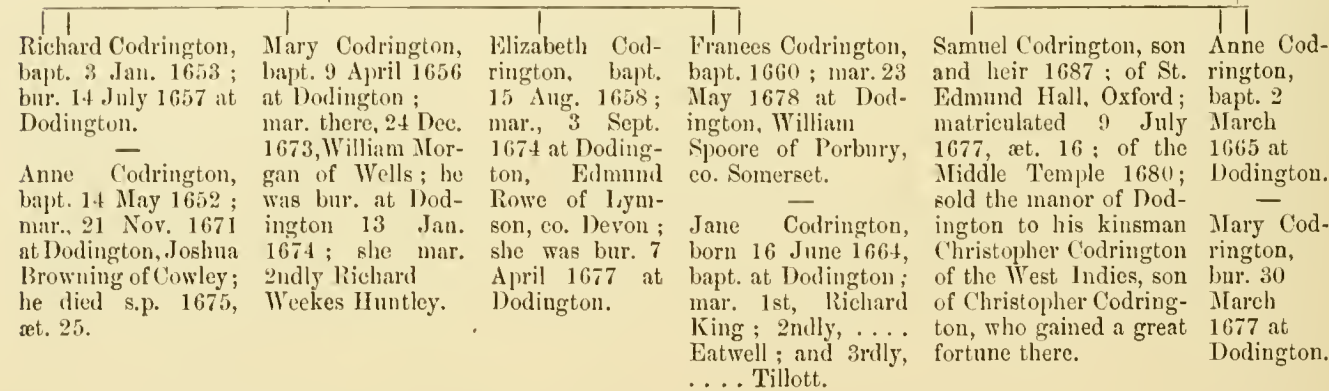 Richard Codrington,
bapt. 3 Jan. 1653 ;
bur. 14 July 1657 at
Dodington.
—
Anne Codrington,
bapt. 14 May 1652 ;
mar., 21 Nov. 1671
at Dodington, Joshua
Browning of Cowley;
he died s.p. 1675,
æt. 25.
Mary Codrington,
bapt. 9 April 1656
at Dodington ;
mar. there, 24 Dec.
1673, William Mor-
gan of Wells ; he
was bur. at Dod-
ington 13 Jan.
1674 ; she mar.
2ndly Richard
Weekes Huntley.
Elizabeth Cod-
rington, bapt.
15 Aug. 1658 ;
mar., 3 Sept.
1674 at Doding-
ton, Edmund
Rowe of Lym-
son, co. Devon ;
she was bur. 7
April 1677 at
Dodington.
Frances Codrington,
bapt. 1660 ; mar. 23
May 1678 at Dod-
ington, William
Spoore of Porbury,
co. Somerset.
—
Jane Codrington,
born 16 June 1664,
bapt. at Dodington ;
mar. 1st, Richard
King ; 2ndly, . . . .
Eatwell ; and 3rdly,
. . . . Tillott.
Samuel Codrington, son
and heir 1687 ; of St.
Edmund Hall, Oxford ;
matriculated 9 July
1677, æt. 16 ; of the
Middle Temple 1680 ;
sold the manor of Dod-
ington to his kinsman
Christopher Codrington
of the West Indies, son
of Christopher Codring-
ton, who gained a great
fortune there.
Anne Cod-
rington,
bapt. 2
March
1665 at
Dodington.
—
Mary Cod-
rington,
bur. 30
March
1677 at
Dodington.